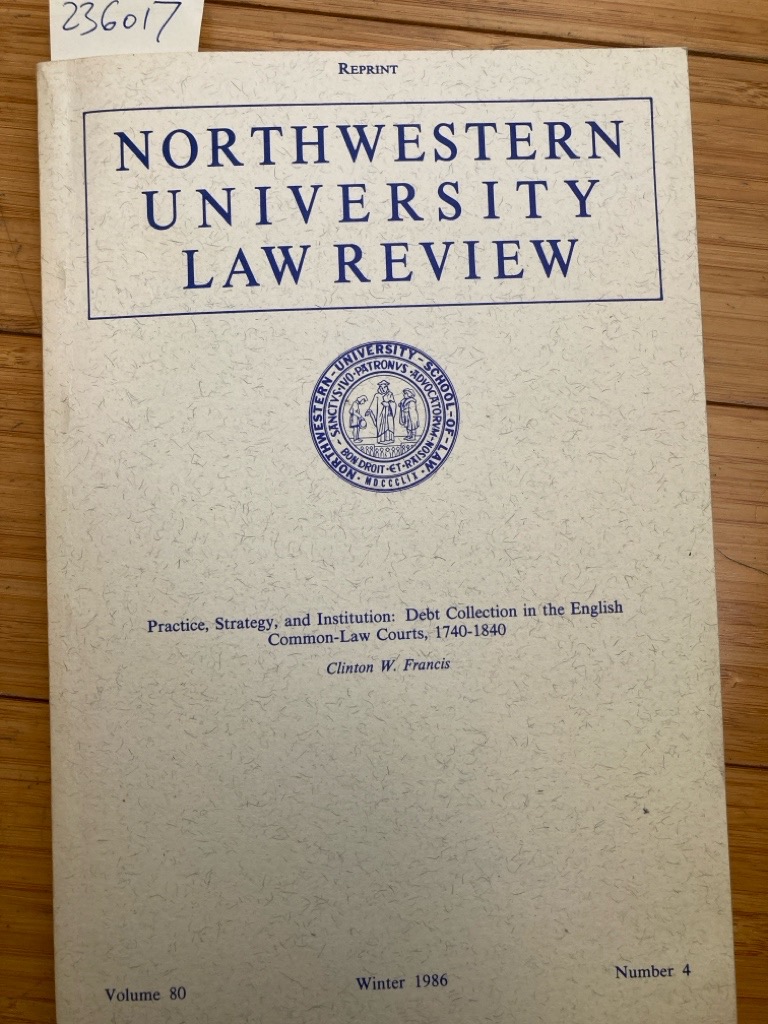 236017
REPRINT
NORTHWESTERN
UNIVERSITY
LAW REVIEW
NORTHWESTERN-UNIVERSITY-SCHOOL-OF-LAW
SANCTVS·IVO·PATRONVS·ADVOCATORVM·NOSTRORVM
BON DROIT·ET·RAISON
MDCCCLIX
Practice, Strategy, and Institution: Debt Collection in the English
Common-Law Courts, 1740-1840
Clinton W. Francis
Volume 80
Winter 1986
Number 4